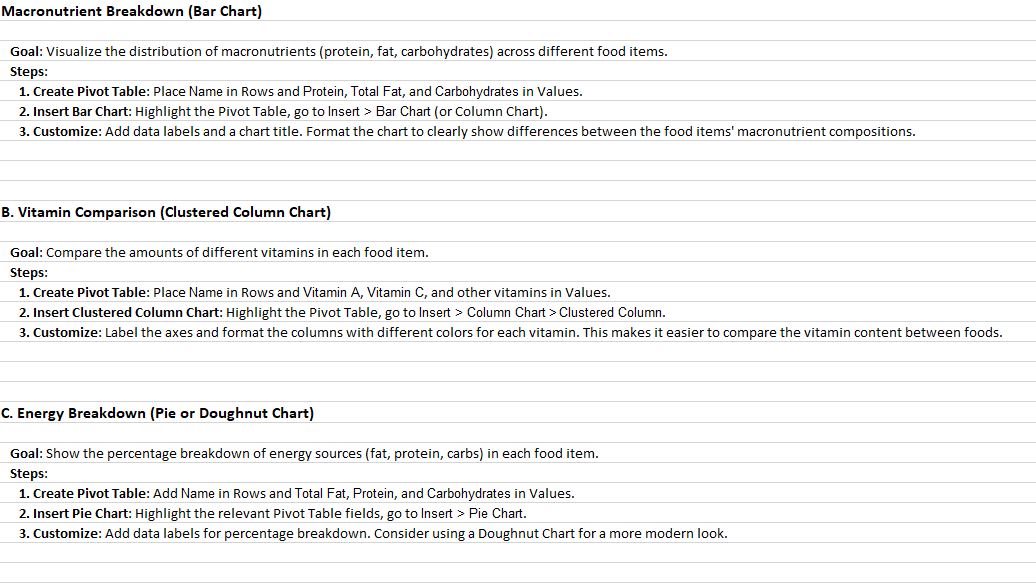 Macronutrient Breakdown (Bar Chart)
Goal: Visualize the distribution of macronutrients (protein, fat, carbohydrates) across different food items.
Steps:
1. Create Pivot Table: Place Name in Rows and Protein, Total Fat, and Carbohydrates in Values.
2. Insert Bar Chart: Highlight the Pivot Table, go to Insert > Bar Chart (or Column Chart).
3. Customize: Add data labels and a chart title. Format the chart to clearly show differences between the food items' macronutrient compositions.
B. Vitamin Comparison (Clustered Column Chart)
Goal: Compare the amounts of different vitamins in each food item.
Steps:
1. Create Pivot Table: Place Name in Rows and Vitamin A, Vitamin C, and other vitamins in Values.
2. Insert Clustered Column Chart: Highlight the Pivot Table, go to Insert > Column Chart > Clustered Column.
3. Customize: Label the axes and format the columns with different colors for each vitamin. This makes it easier to compare the vitamin content between foods.
C. Energy Breakdown (Pie or Doughnut Chart)
Goal: Show the percentage breakdown of energy sources (fat, protein, carbs) in each food item.
Steps:
1. Create Pivot Table: Add Name in Rows and Total Fat, Protein, and Carbohydrates in Values.
2. Insert Pie Chart: Highlight the relevant Pivot Table fields, go to Insert > Pie Chart.
3. Customize: Add data labels for percentage breakdown. Consider using a Doughnut Chart for a more modern look.